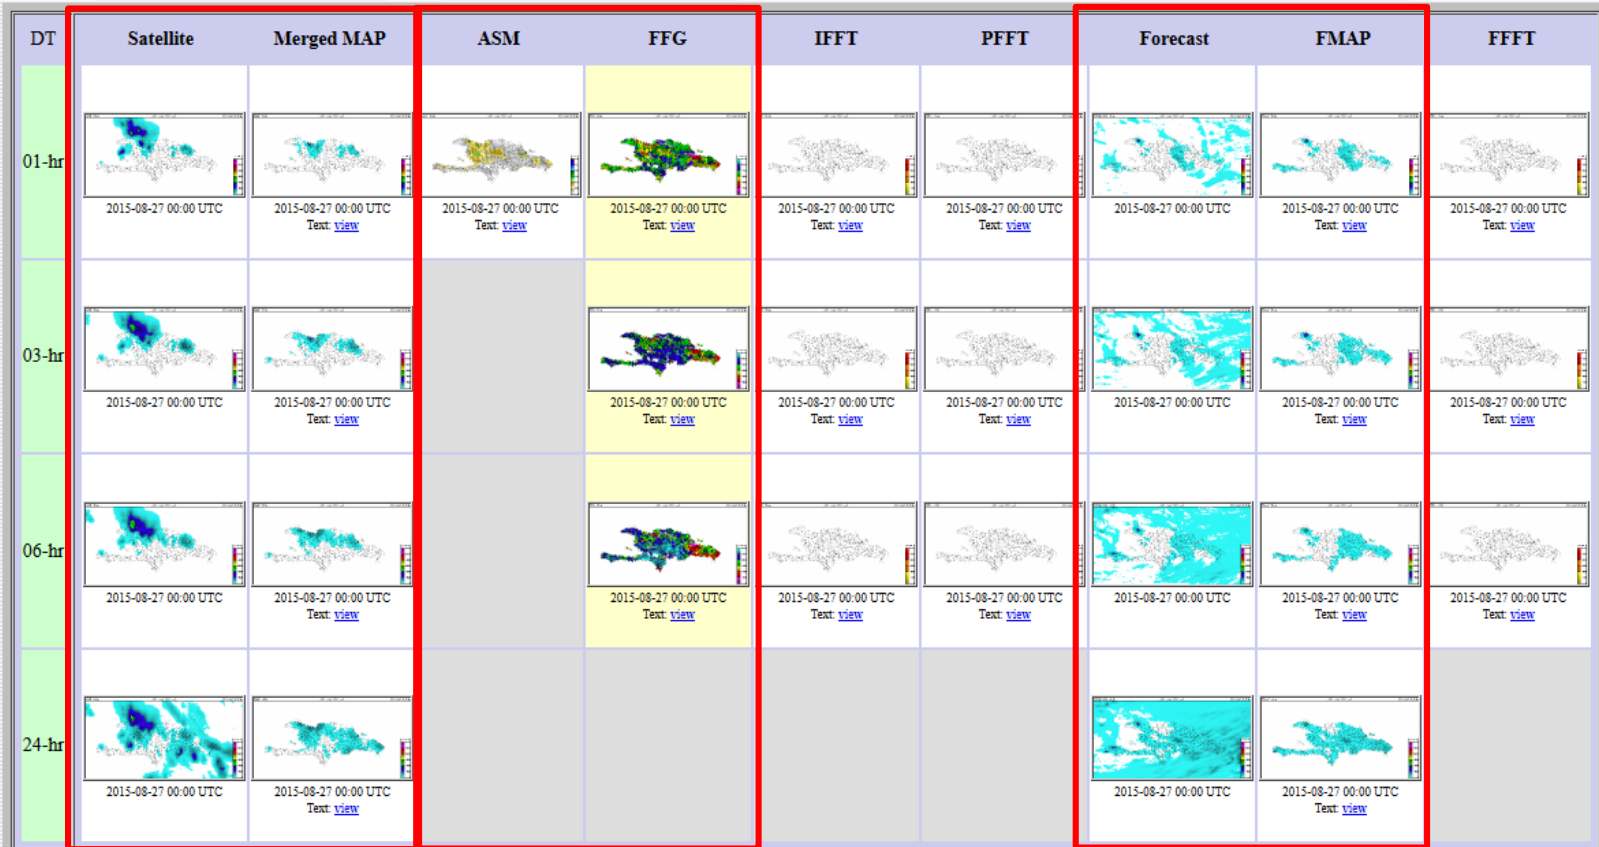 DT Satellite Merged MAP ASM FFG IFFT PFFT Forecast FMAP FFFT
01-hr
2015-08-27 00:00 UTC 2015-08-27 00:00 UTC 2015-08-27 00:00 UTC 2015-08-27 00:00 UTC 2015-08-27 00:00 UTC 2015-08-27 00:00 UTC 2015-08-27 00:00 UTC 2015-08-27 00:00 UTC 2015-08-27 00:00 UTC
Text: view Text: view Text: view Text: view Text: view Text: view Text: view
03-hr
2015-08-27 00:00 UTC 2015-08-27 00:00 UTC 2015-08-27 00:00 UTC 2015-08-27 00:00 UTC 2015-08-27 00:00 UTC 2015-08-27 00:00 UTC 2015-08-27 00:00 UTC 2015-08-27 00:00 UTC
Text: view Text: view Text: view Text: view Text: view Text: view
06-hr
2015-08-27 00:00 UTC 2015-08-27 00:00 UTC 2015-08-27 00:00 UTC 2015-08-27 00:00 UTC 2015-08-27 00:00 UTC 2015-08-27 00:00 UTC 2015-08-27 00:00 UTC 2015-08-27 00:00 UTC
Text: view Text: view Text: view Text: view Text: view Text: view
24-hr
2015-08-27 00:00 UTC 2015-08-27 00:00 UTC 2015-08-27 00:00 UTC 2015-08-27 00:00 UTC
Text: view Text: view